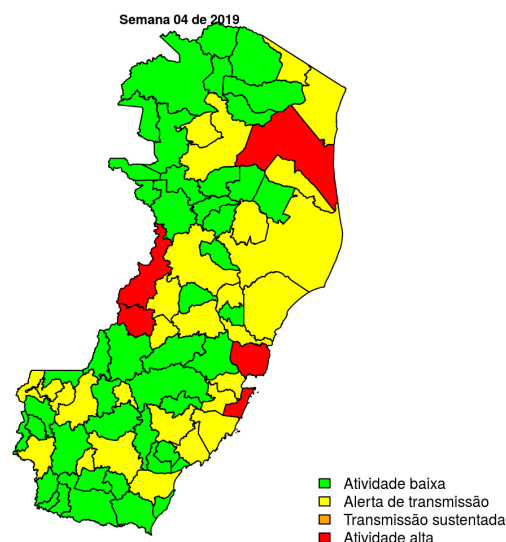 Semana 04 de 2019
Atividade baixa
Alerta de transmissão
Transmissão sustentada
Atividade alta